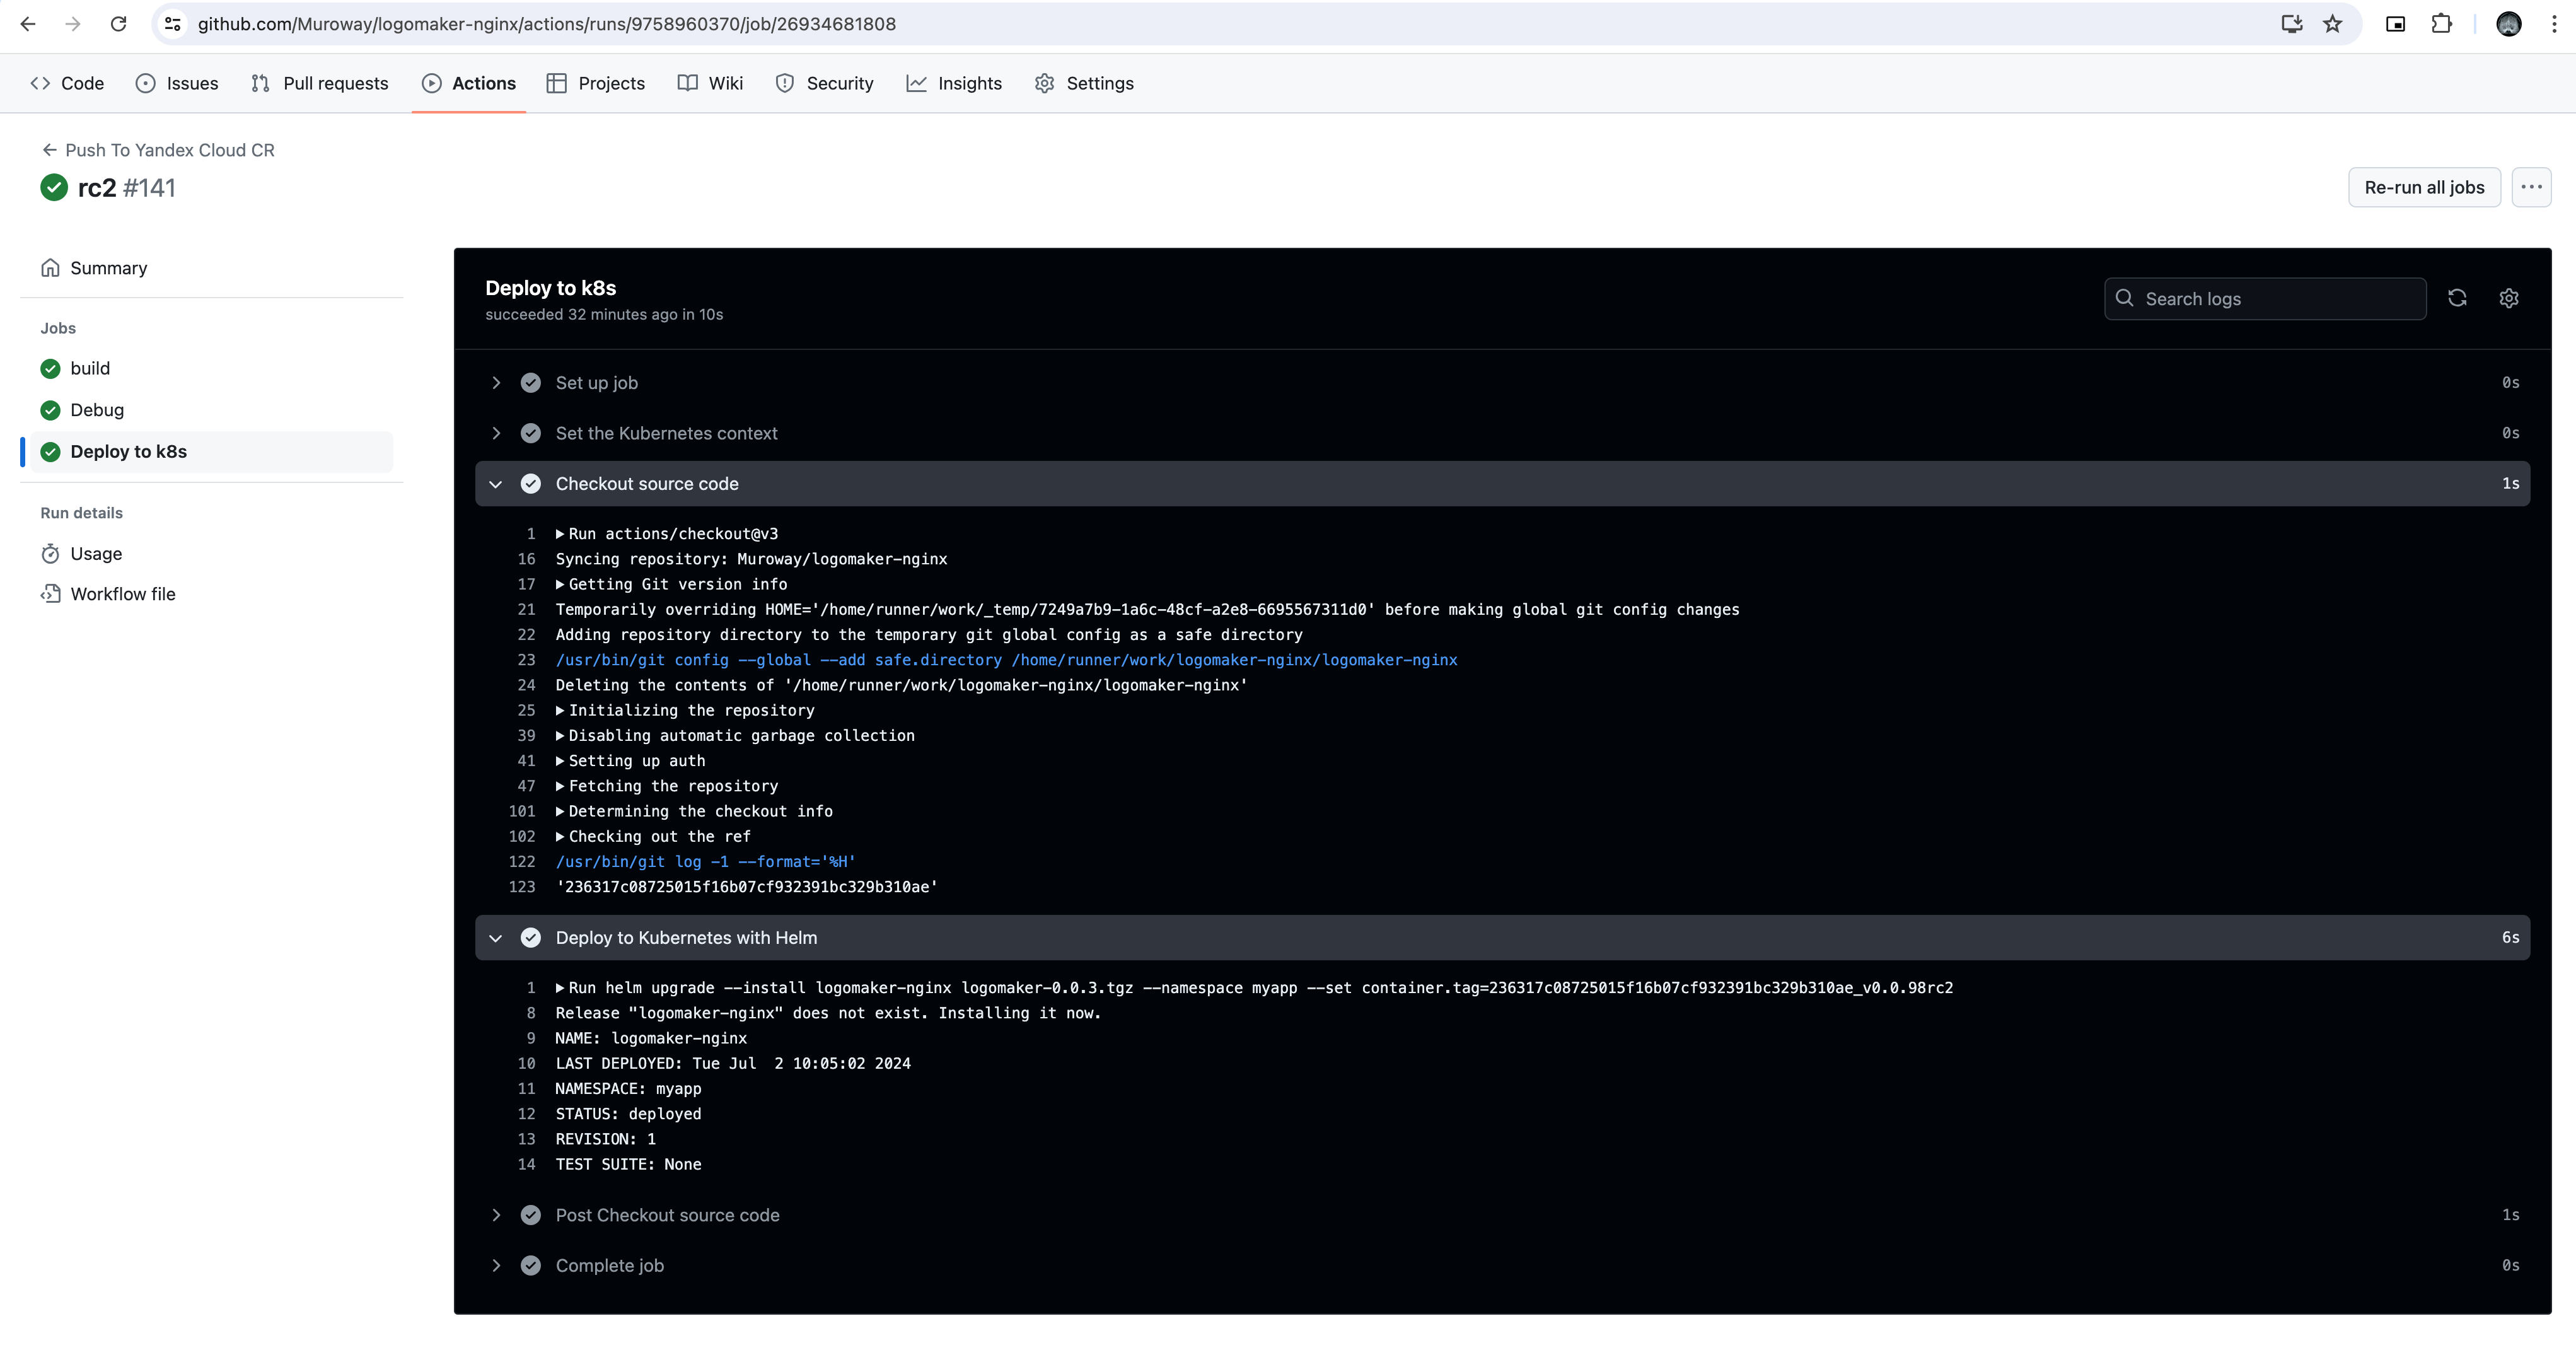 github.com/Muroway/logomaker-nginx/actions/runs/9758960370/job/26934681808
Code Issues Pull requests Actions Projects Wiki Security Insights Settings
Push To Yandex Cloud CR
rc2 #141
Re-run all jobs
Summary
Jobs
build
Debug
Deploy to k8s
Run details
Usage
Workflow file
Deploy to k8s
succeeded 32 minutes ago in 10s
Search logs
Set up job 0s
Set the Kubernetes context 0s
Checkout source code 1s
1 Run actions/checkout@v3
16 Syncing repository: Muroway/logomaker-nginx
17 Getting Git version info
21 Temporarily overriding HOME='/home/runner/work/_temp/7249a7b9-1a6c-48cf-a2e8-6695567311d0' before making global git config changes
22 Adding repository directory to the temporary git global config as a safe directory
23 /usr/bin/git config --global --add safe.directory /home/runner/work/logomaker-nginx/logomaker-nginx
24 Deleting the contents of '/home/runner/work/logomaker-nginx/logomaker-nginx'
25 Initializing the repository
39 Disabling automatic garbage collection
41 Setting up auth
47 Fetching the repository
101 Determining the checkout info
102 Checking out the ref
122 /usr/bin/git log -1 --format='%H'
123 '236317c08725015f16b07cf932391bc329b310ae'
Deploy to Kubernetes with Helm 6s
1 Run helm upgrade --install logomaker-nginx logomaker-0.0.3.tgz --namespace myapp --set container.tag=236317c08725015f16b07cf932391bc329b310ae_v0.0.98rc2
8 Release "logomaker-nginx" does not exist. Installing it now.
9 NAME: logomaker-nginx
10 LAST DEPLOYED: Tue Jul  2 10:05:02 2024
11 NAMESPACE: myapp
12 STATUS: deployed
13 REVISION: 1
14 TEST SUITE: None
Post Checkout source code 1s
Complete job 0s